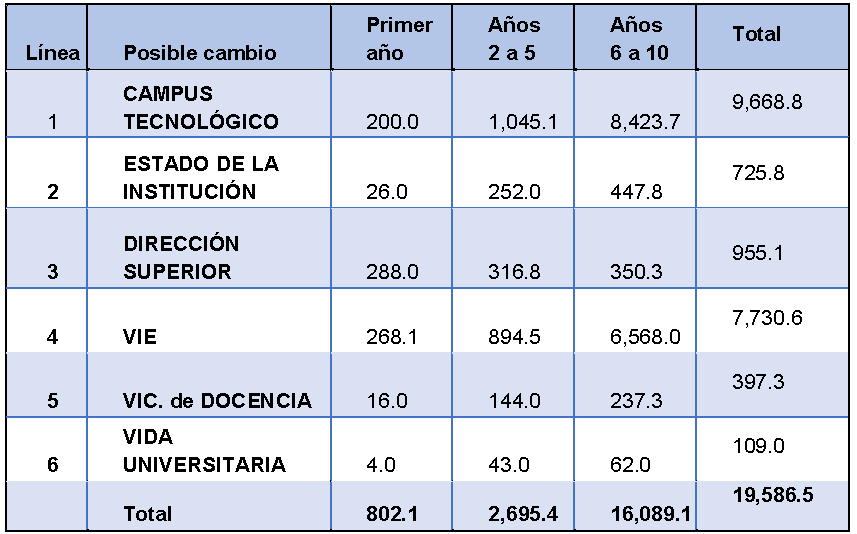 Línea Posible cambio Primer año Años 2 a 5 Años 6 a 10 Total
1 CAMPUS TECNOLÓGICO 200.0 1,045.1 8,423.7 9,668.8
2 ESTADO DE LA INSTITUCIÓN 26.0 252.0 447.8 725.8
3 DIRECCIÓN SUPERIOR 288.0 316.8 350.3 955.1
4 VIE 268.1 894.5 6,568.0 7,730.6
5 VIC. de DOCENCIA 16.0 144.0 237.3 397.3
6 VIDA UNIVERSITARIA 4.0 43.0 62.0 109.0
Total 802.1 2,695.4 16,089.1 19,586.5